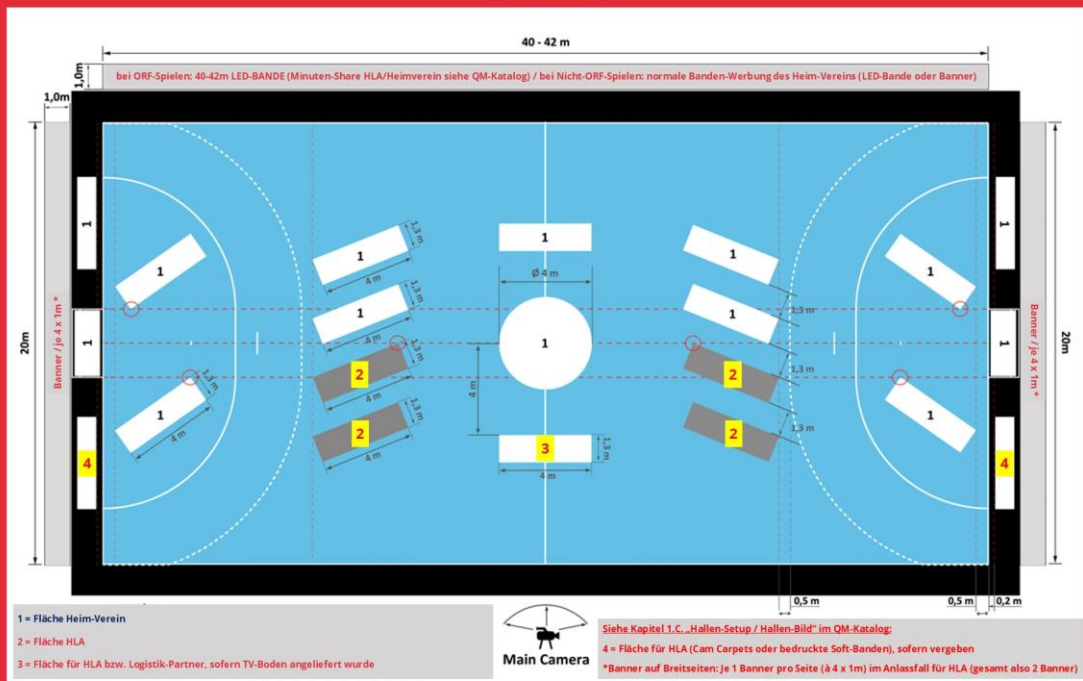 40 - 42 m
1,0m
bei ORF-Spielen: 40-42m LED-BANDE (Minuten-Share HLA/Heimverein siehe QM-Katalog) / bei Nicht-ORF-Spielen: normale Banden-Werbung des Heim-Vereins (LED-Bande oder Banner)
1,0m
1
1
1,3 m
4 m
1
1
1
1
Ø 4 m
1,3 m
4 m
1
1
1,3 m
1
1,3 m
20m
Banner / je 4 x 1m *
1
1
1
Banner / je 4 x 1m *
20m
4 m
2
1,3 m
4 m
2
1,3 m
1
1,3 m
4 m
1
2
1,3 m
4 m
3
1,3 m
4 m
2
1,3 m
4
4
0,5 m
0,5 m
0,2 m
1 = Fläche Heim-Verein
2 = Fläche HLA
3 = Fläche für HLA bzw. Logistik-Partner, sofern TV-Boden angeliefert wurde
Main Camera
Siehe Kapitel 1.C. „Hallen-Setup / Hallen-Bild" im QM-Katalog:
4 = Fläche für HLA (Cam Carpets oder bedruckte Soft-Banden), sofern vergeben
*Banner auf Breitseiten: Je 1 Banner pro Seite (à 4 x 1m) im Anlassfall für HLA (gesamt also 2 Banner)